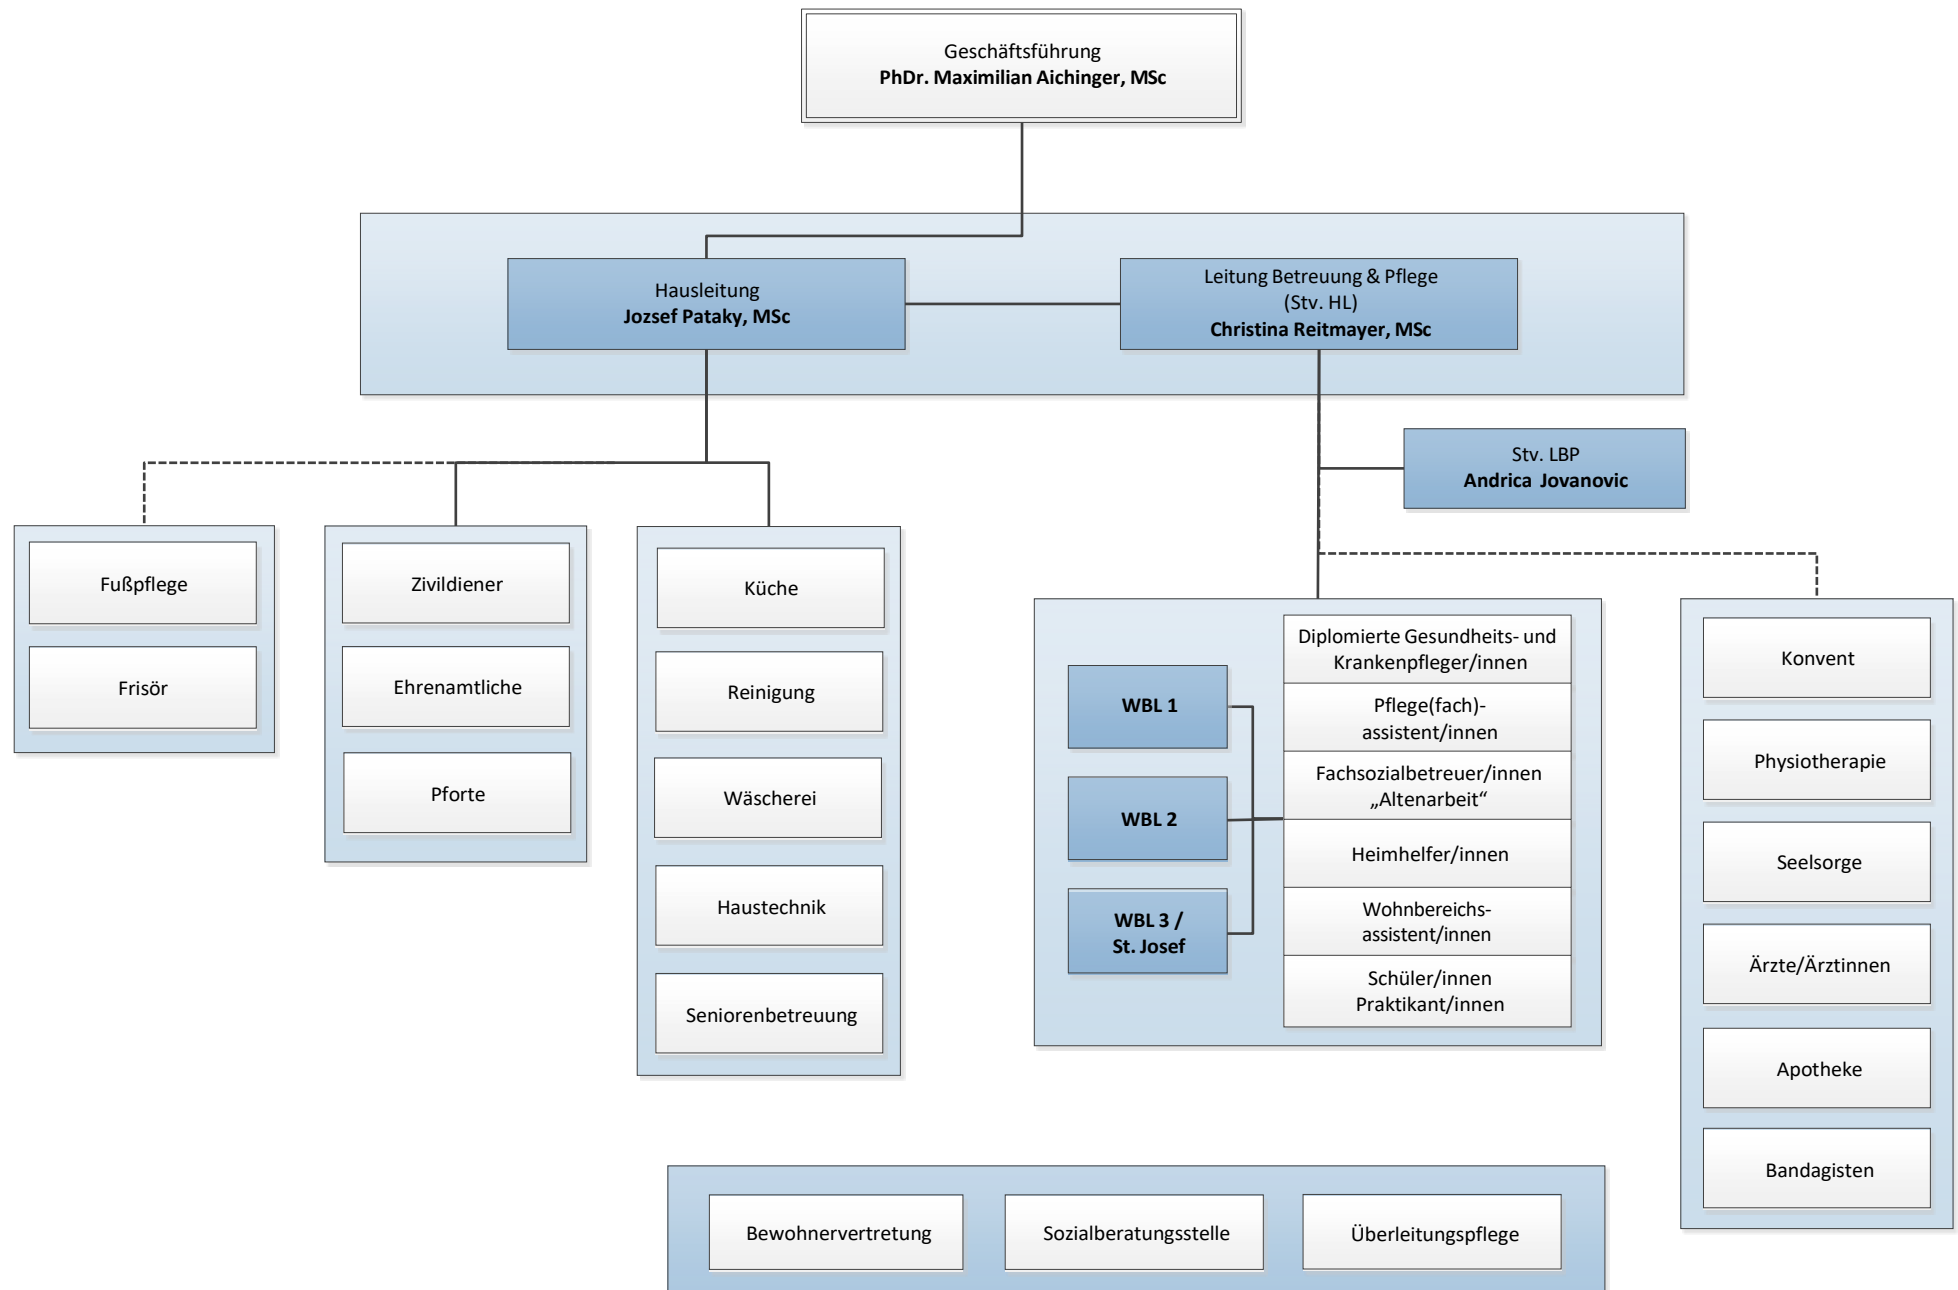 Geschäftsführung
PhDr. Maximilian Aichinger, MSc
Hausleitung
Jozsef Pataky, MSc
Leitung Betreuung & Pflege
(Stv. HL)
Christina Reitmayer, MSc
Stv. LBP
Andrica Jovanovic
Fußpflege
Frisör
Zivildiener
Ehrenamtliche
Pforte
Küche
Reinigung
Wäscherei
Haustechnik
Seniorenbetreuung
WBL 1
WBL 2
WBL 3 /
St. Josef
Diplomierte Gesundheits- und
Krankenpfleger/innen
Pflege(fach)-
assistent/innen
Fachsozialbetreuer/innen
„Altenarbeit“
Heimhelfer/innen
Wohnbereichs-
assistent/innen
Schüler/innen
Praktikant/innen
Konvent
Physiotherapie
Seelsorge
Ärzte/Ärztinnen
Apotheke
Bandagisten
Bewohnervertretung
Sozialberatungsstelle
Überleitungspflege